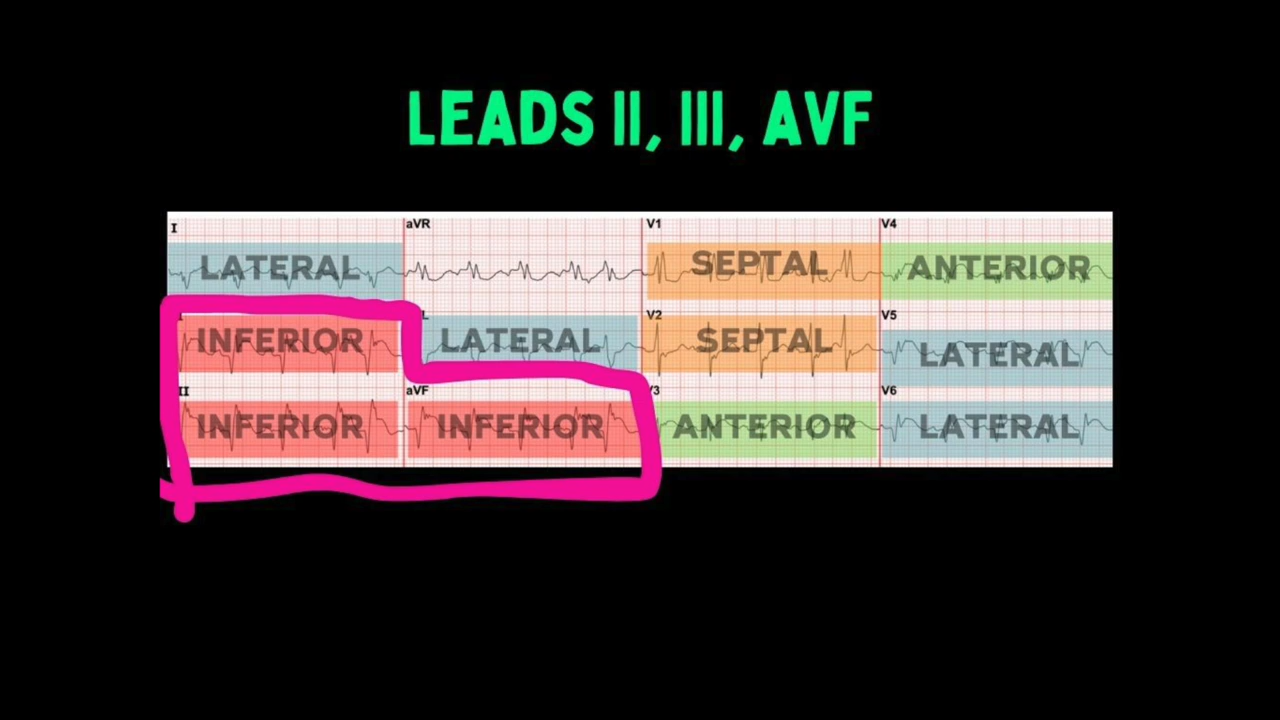 LEADS II, III, AVF
I aVR V1 V4
LATERAL SEPTAL ANTERIOR
V2 V5
INFERIOR LATERAL SEPTAL LATERAL
II aVF V6
INFERIOR INFERIOR ANTERIOR LATERAL